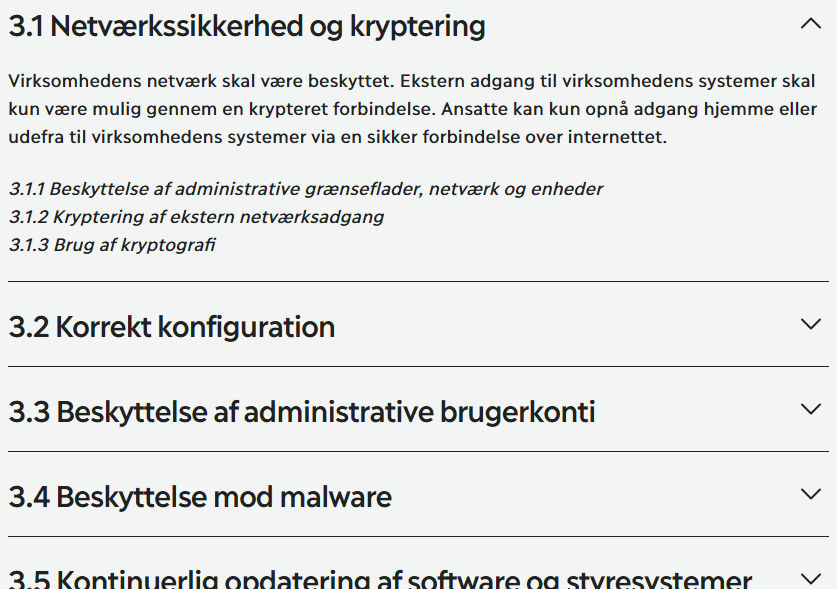 3.1 Netværkssikkerhed og kryptering
Virksomhedens netværk skal være beskyttet. Ekstern adgang til virksomhedens systemer skal
kun være mulig gennem en krypteret forbindelse. Ansatte kan kun opnå adgang hjemme eller
udefra til virksomhedens systemer via en sikker forbindelse over internettet.
3.1.1 Beskyttelse af administrative grænseflader, netværk og enheder
3.1.2 Kryptering af ekstern netværksadgang
3.1.3 Brug af kryptografi
3.2 Korrekt konfiguration
3.3 Beskyttelse af administrative brugerkonti
3.4 Beskyttelse mod malware
3.5 Kontinuerlig opdatering af software og styresystemer